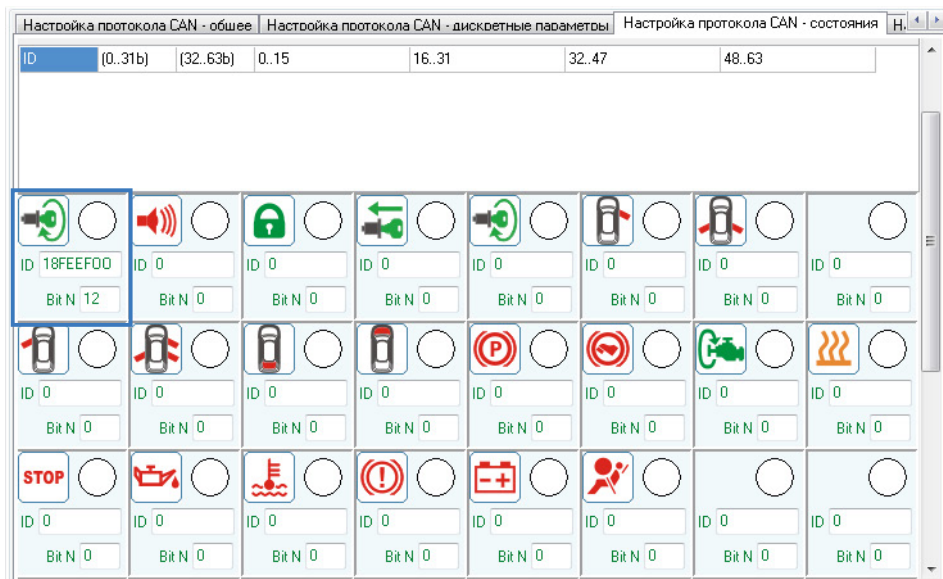 Настройка протокола CAN - общее Настройка протокола CAN - дискретные параметры Настройка протокола CAN - состояния Н
ID (0..31b) (32..63b) 0..15 16..31 32..47 48..63
ID 18FEEF00 ID 0 ID 0 ID 0 ID 0 ID 0 ID 0 ID 0
Bit N 12 Bit N 0 Bit N 0 Bit N 0 Bit N 0 Bit N 0 Bit N 0 Bit N 0
P
ID 0 ID 0 ID 0 ID 0 ID 0 ID 0 ID 0 ID 0
Bit N 0 Bit N 0 Bit N 0 Bit N 0 Bit N 0 Bit N 0 Bit N 0 Bit N 0
STOP
ID 0 ID 0 ID 0 ID 0 ID 0 ID 0 ID 0 ID 0
Bit N 0 Bit N 0 Bit N 0 Bit N 0 Bit N 0 Bit N 0 Bit N 0 Bit N 0